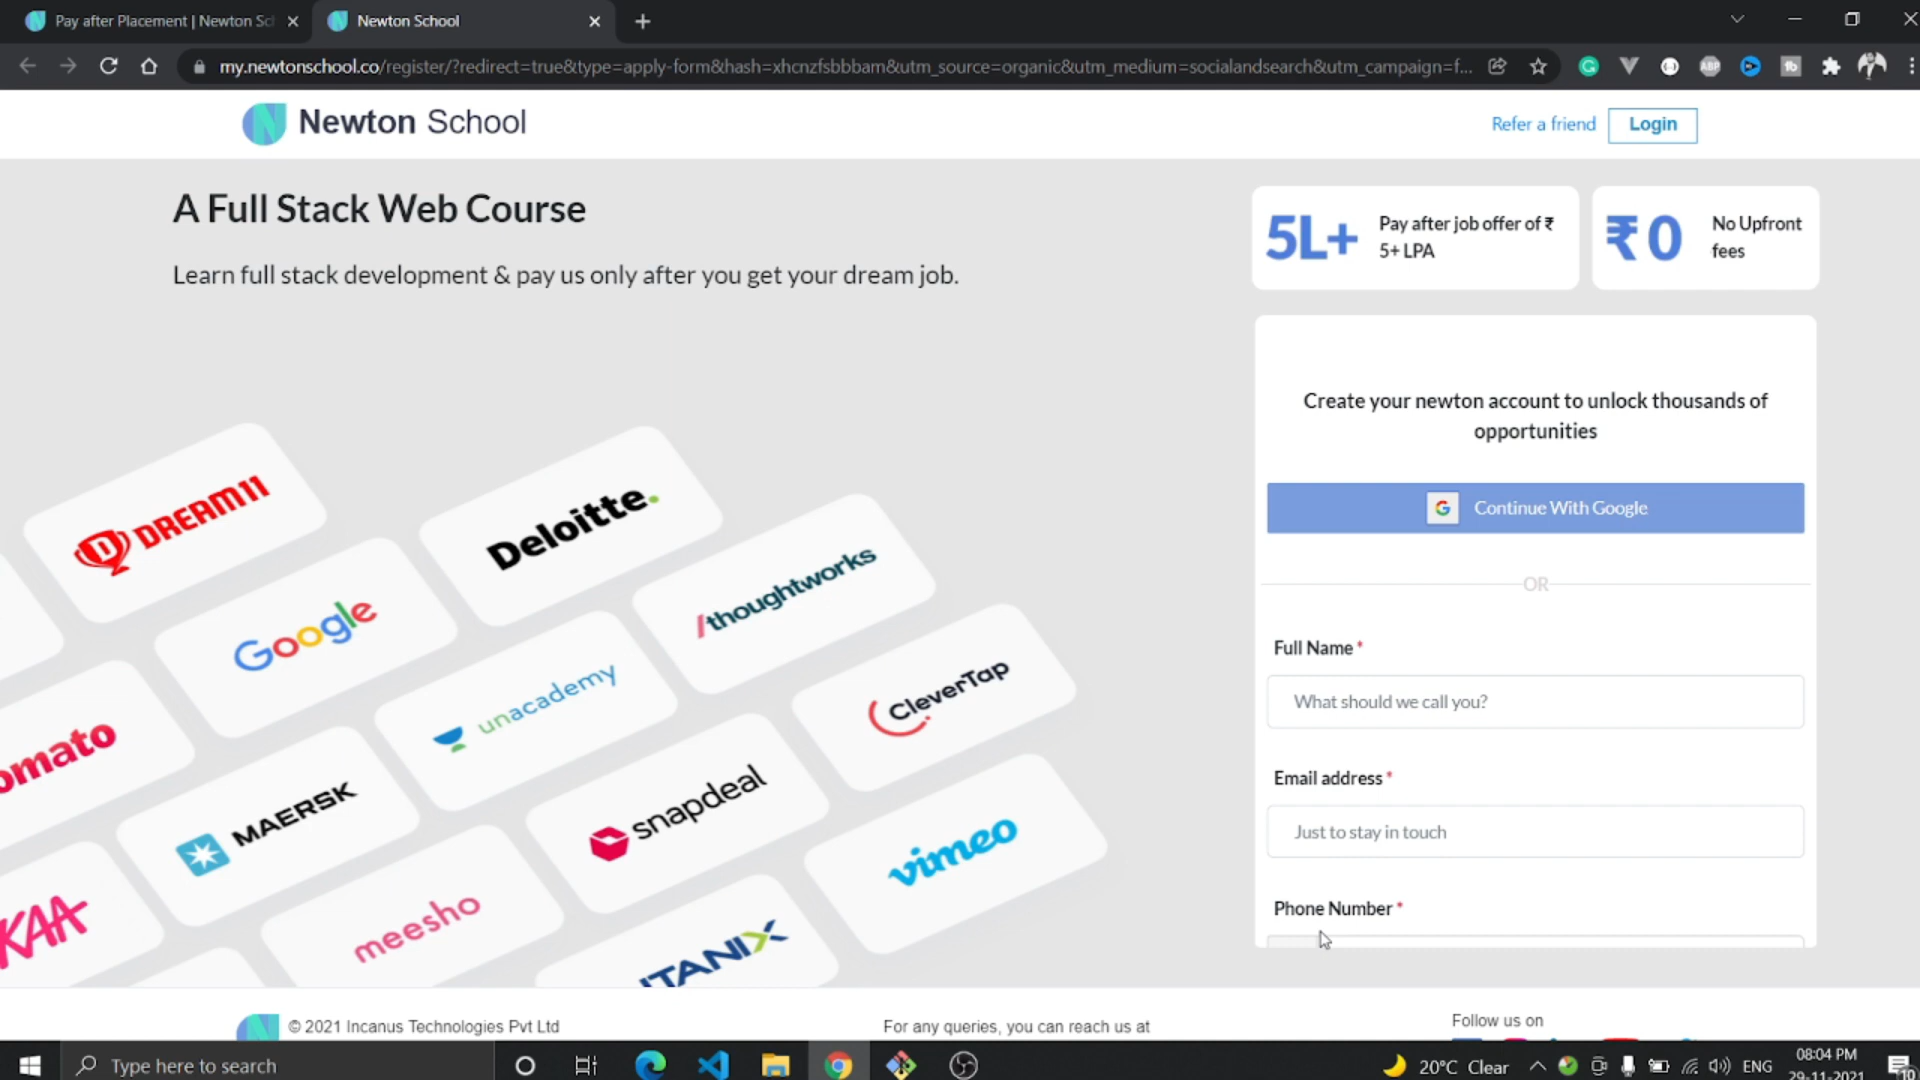 Pay after Placement | Newton Sc
Newton School
my.newtonschool.co/register/?redirect=true&type=apply-form&hash=xhcnzfsbbbam&utm_source=organic&utm_medium=socialandsearch&utm_campaign=f...
Newton School
Refer a friend
Login
A Full Stack Web Course
Learn full stack development & pay us only after you get your dream job.
5L+
Pay after job offer of ₹
5+ LPA
₹0
No Upfront
fees
Create your newton account to unlock thousands of
opportunities
G Continue With Google
OR
Full Name *
What should we call you?
Email address *
Just to stay in touch
Phone Number *
DREAM11
Deloitte.
Google
/thoughtworks
unacademy
CleverTap
omato
MAERSK
snapdeal
vimeo
KAA
meesho
ITANIX
© 2021 Incanus Technologies Pvt Ltd
For any queries, you can reach us at
Follow us on
Type here to search
20°C Clear
ENG
08:04 PM
29-11-2021
10